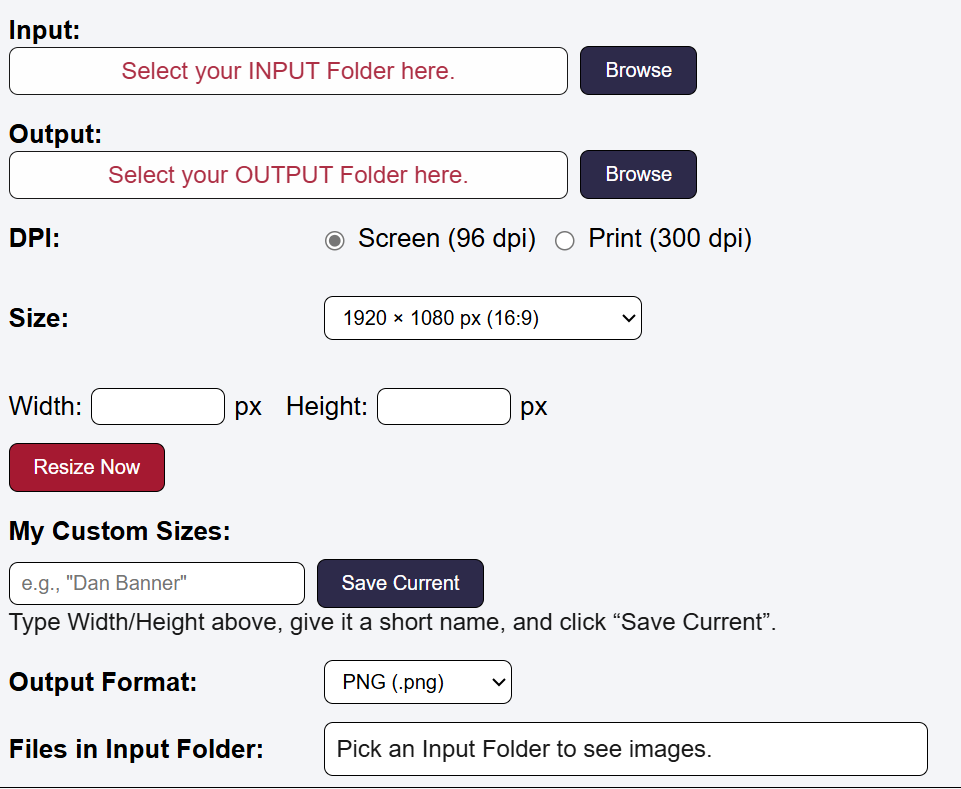 Input:
Select your INPUT Folder here. Browse
Output:
Select your OUTPUT Folder here. Browse
DPI: Screen (96 dpi) Print (300 dpi)
Size: 1920 × 1080 px (16:9)
Width: px Height: px
Resize Now
My Custom Sizes:
e.g., "Dan Banner" Save Current
Type Width/Height above, give it a short name, and click “Save Current”.
Output Format: PNG (.png)
Files in Input Folder: Pick an Input Folder to see images.